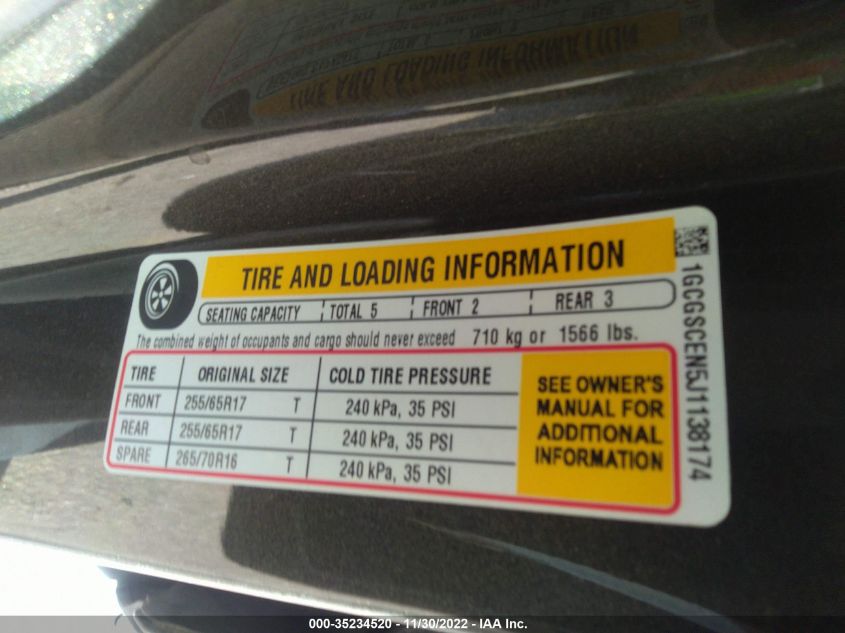 TIRE AND LOADING INFORMATION
SEATING CAPACITY TOTAL 5 FRONT 2 REAR 3
The combined weight of occupants and cargo should never exceed 710 kg or 1566 lbs.
TIRE ORIGINAL SIZE COLD TIRE PRESSURE
FRONT 255/65R17 T 240 kPa, 35 PSI
REAR 255/65R17 T 240 kPa, 35 PSI
SPARE 265/70R16 T 240 kPa, 35 PSI
SEE OWNER'S
MANUAL FOR
ADDITIONAL
INFORMATION
1GCGSCEN5J1138174
000-35234520 - 11/30/2022 - IAA Inc.